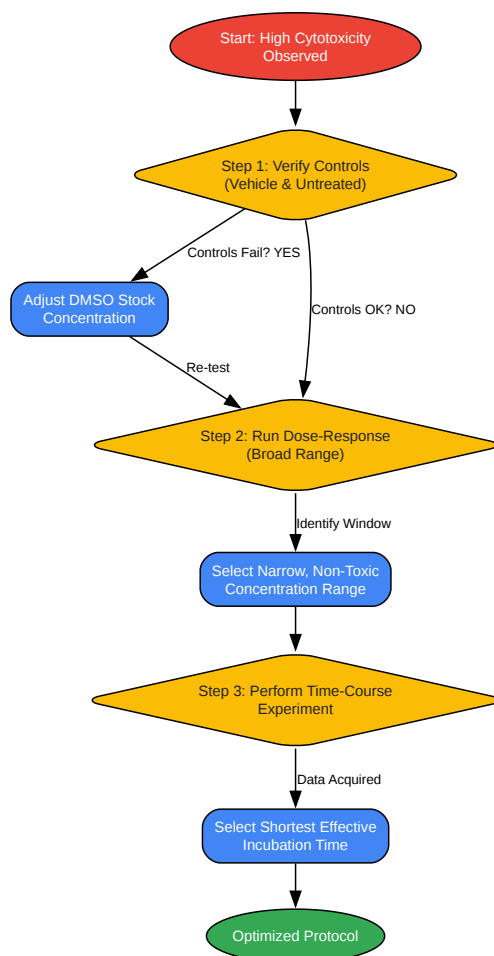 Start: High Cytotoxicity
Observed
Step 1: Verify Controls
(Vehicle & Untreated)
Controls Fail? YES
Adjust DMSO Stock
Concentration
Controls OK? NO
Re-test
Step 2: Run Dose-Response
(Broad Range)
Identify Window
Select Narrow, Non-Toxic
Concentration Range
Step 3: Perform Time-Course
Experiment
Data Acquired
Select Shortest Effective
Incubation Time
Optimized Protocol